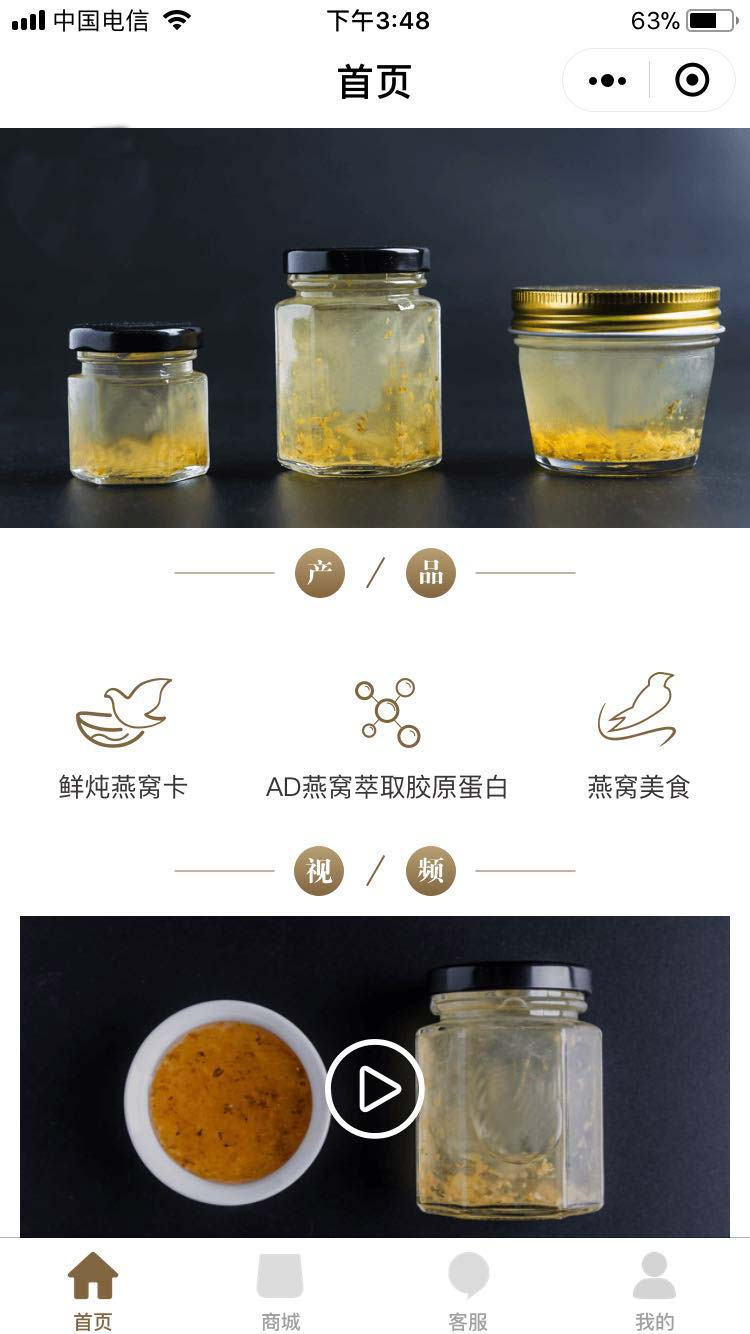 中国电信 下午3:48 63%
首页
产 / 品
鲜炖燕窝卡 AD燕窝萃取胶原蛋白 燕窝美食
视 / 频
首页 商城 客服 我的